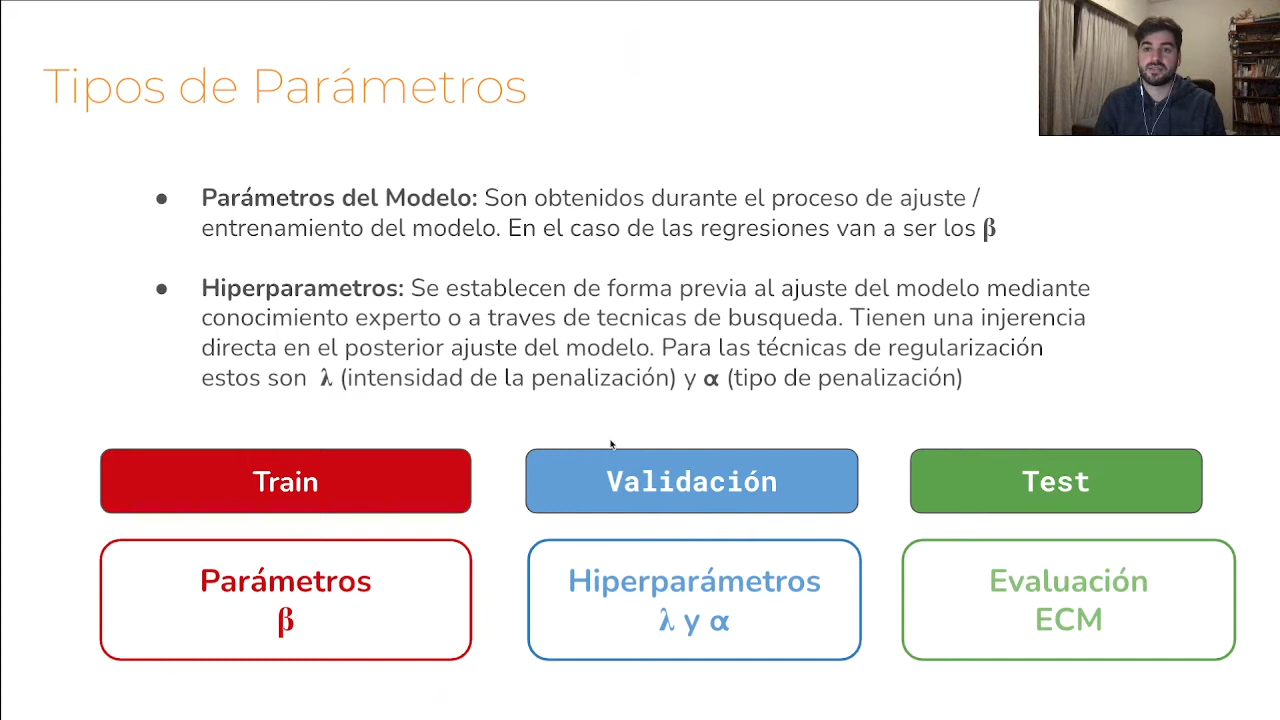 Tipos de Parámetros
● Parámetros del Modelo: Son obtenidos durante el proceso de ajuste /
entrenamiento del modelo. En el caso de las regresiones van a ser los β
● Hiperparametros: Se establecen de forma previa al ajuste del modelo mediante
conocimiento experto o a traves de tecnicas de busqueda. Tienen una injerencia
directa en el posterior ajuste del modelo. Para las técnicas de regularización
estos son λ (intensidad de la penalización) y α (tipo de penalización)
Train
Validación
Test
Parámetros
β
Hiperparámetros
λ y α
Evaluación
ECM